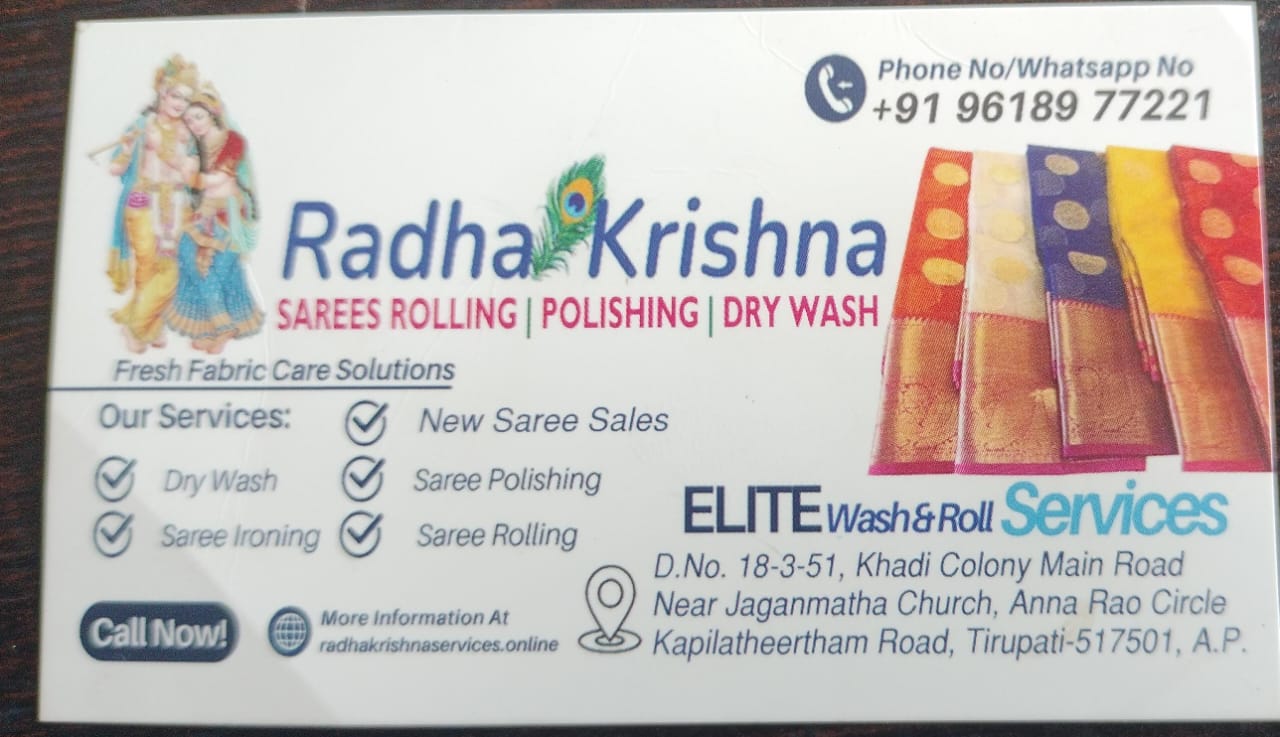 Phone No/Whatsapp No
+91 96189 77221
Radha Krishna
SAREES ROLLING | POLISHING | DRY WASH
Fresh Fabric Care Solutions
Our Services:
New Saree Sales
Dry Wash
Saree Polishing
Saree Ironing
Saree Rolling
ELITE Wash & Roll Services
D.No. 18-3-51, Khadi Colony Main Road
Near Jaganmatha Church, Anna Rao Circle
Kapilatheertham Road, Tirupati-517501, A.P.
Call Now!
More Information At
radhakrishnaservices.online